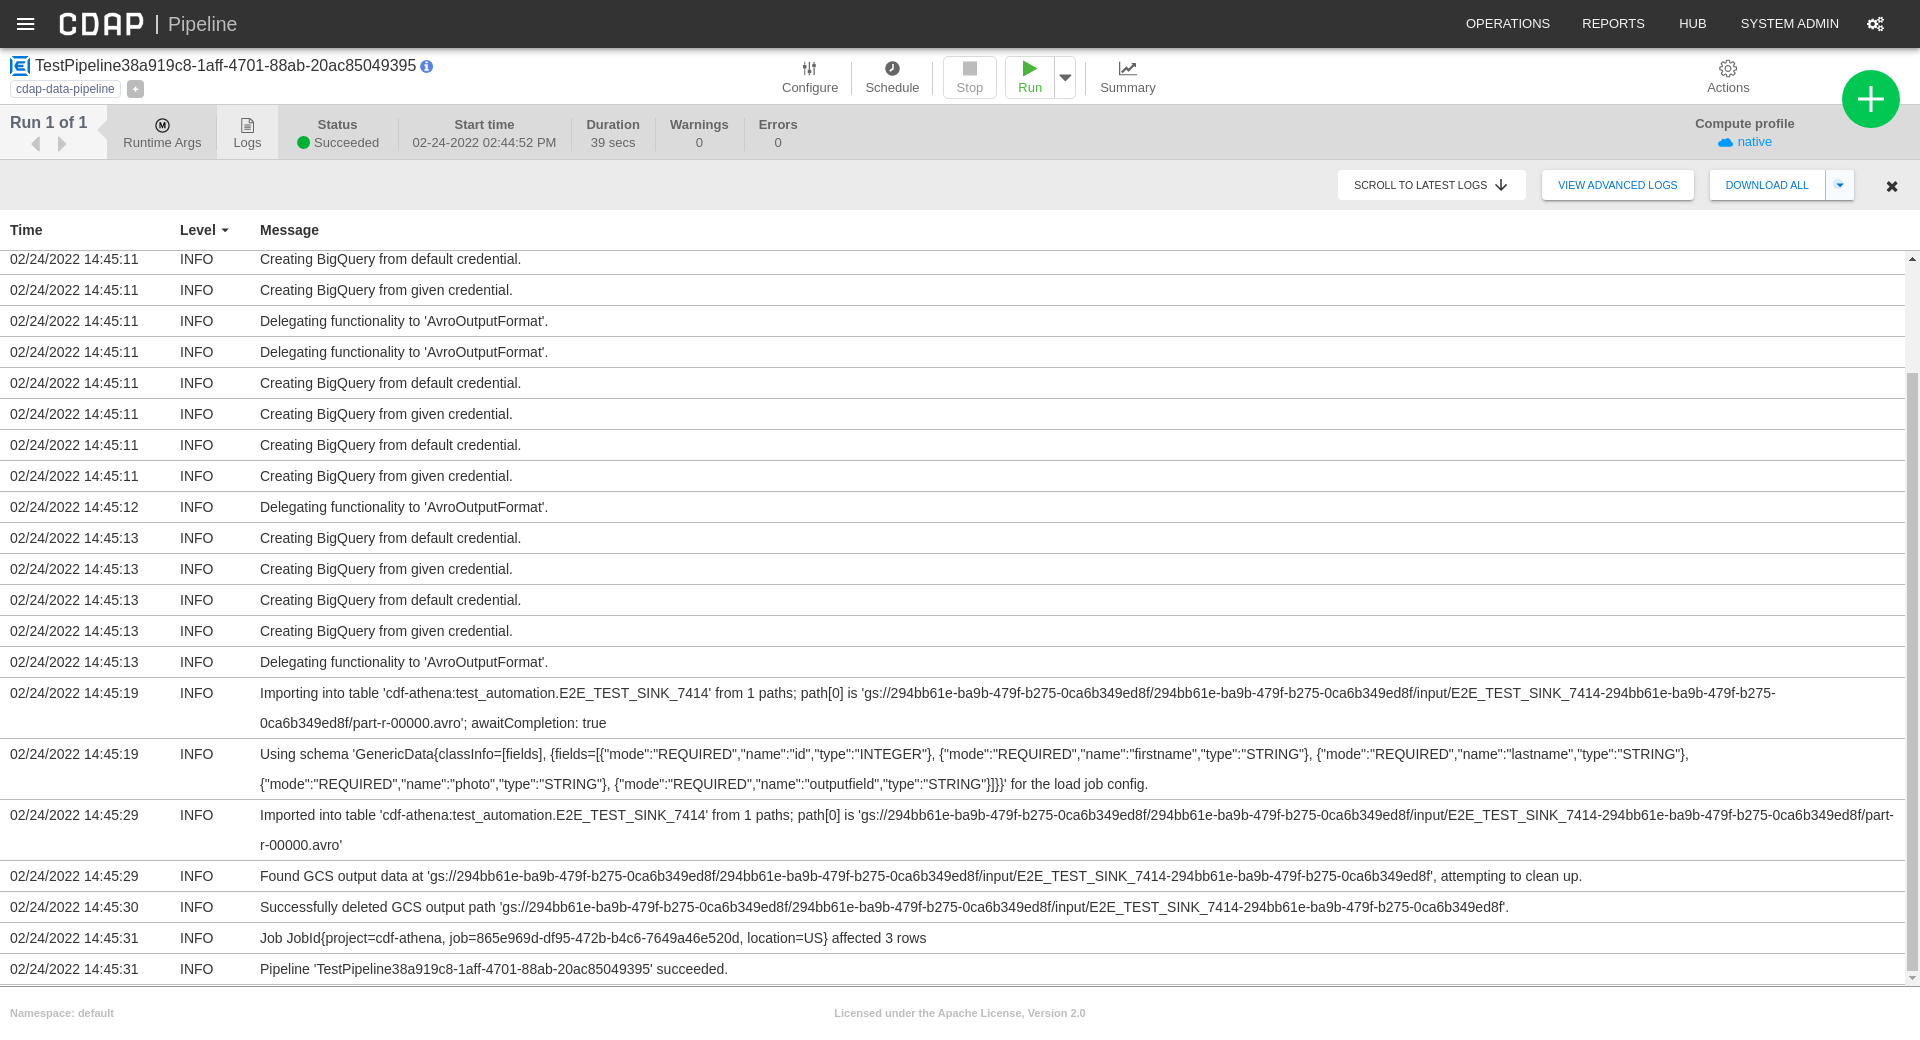 CDAP | Pipeline
OPERATIONS
REPORTS
HUB
SYSTEM ADMIN
TestPipeline38a919c8-1aff-4701-88ab-20ac85049395
cdap-data-pipeline
+
Configure
Schedule
Stop
Run
Summary
Actions
Run 1 of 1
Runtime Args
Logs
Status
Succeeded
Start time
02-24-2022 02:44:52 PM
Duration
39 secs
Warnings
0
Errors
0
Compute profile
native
SCROLL TO LATEST LOGS
VIEW ADVANCED LOGS
DOWNLOAD ALL
Time Level Message
02/24/2022 14:45:11 INFO Creating BigQuery from default credential.
02/24/2022 14:45:11 INFO Creating BigQuery from given credential.
02/24/2022 14:45:11 INFO Delegating functionality to 'AvroOutputFormat'.
02/24/2022 14:45:11 INFO Delegating functionality to 'AvroOutputFormat'.
02/24/2022 14:45:11 INFO Creating BigQuery from default credential.
02/24/2022 14:45:11 INFO Creating BigQuery from given credential.
02/24/2022 14:45:11 INFO Creating BigQuery from default credential.
02/24/2022 14:45:11 INFO Creating BigQuery from given credential.
02/24/2022 14:45:12 INFO Delegating functionality to 'AvroOutputFormat'.
02/24/2022 14:45:13 INFO Creating BigQuery from default credential.
02/24/2022 14:45:13 INFO Creating BigQuery from given credential.
02/24/2022 14:45:13 INFO Creating BigQuery from default credential.
02/24/2022 14:45:13 INFO Creating BigQuery from given credential.
02/24/2022 14:45:13 INFO Delegating functionality to 'AvroOutputFormat'.
02/24/2022 14:45:19 INFO Importing into table 'cdf-athena:test_automation.E2E_TEST_SINK_7414' from 1 paths; path[0] is 'gs://294bb61e-ba9b-479f-b275-0ca6b349ed8f/294bb61e-ba9b-479f-b275-0ca6b349ed8f/input/E2E_TEST_SINK_7414-294bb61e-ba9b-479f-b275-
0ca6b349ed8f/part-r-00000.avro'; awaitCompletion: true
02/24/2022 14:45:19 INFO Using schema 'GenericData{classInfo=[fields], {fields=[{"mode":"REQUIRED","name":"id","type":"INTEGER"}, {"mode":"REQUIRED","name":"firstname","type":"STRING"}, {"mode":"REQUIRED","name":"lastname","type":"STRING"},
{"mode":"REQUIRED","name":"photo","type":"STRING"}, {"mode":"REQUIRED","name":"outputfield","type":"STRING"}]}}' for the load job config.
02/24/2022 14:45:29 INFO Imported into table 'cdf-athena:test_automation.E2E_TEST_SINK_7414' from 1 paths; path[0] is 'gs://294bb61e-ba9b-479f-b275-0ca6b349ed8f/294bb61e-ba9b-479f-b275-0ca6b349ed8f/input/E2E_TEST_SINK_7414-294bb61e-ba9b-479f-b275-0ca6b349ed8f/part-
r-00000.avro'
02/24/2022 14:45:29 INFO Found GCS output data at 'gs://294bb61e-ba9b-479f-b275-0ca6b349ed8f/294bb61e-ba9b-479f-b275-0ca6b349ed8f/input/E2E_TEST_SINK_7414-294bb61e-ba9b-479f-b275-0ca6b349ed8f', attempting to clean up.
02/24/2022 14:45:30 INFO Successfully deleted GCS output path 'gs://294bb61e-ba9b-479f-b275-0ca6b349ed8f/294bb61e-ba9b-479f-b275-0ca6b349ed8f/input/E2E_TEST_SINK_7414-294bb61e-ba9b-479f-b275-0ca6b349ed8f'.
02/24/2022 14:45:31 INFO Job JobId{project=cdf-athena, job=865e969d-df95-472b-b4c6-7649a46e520d, location=US} affected 3 rows
02/24/2022 14:45:31 INFO Pipeline 'TestPipeline38a919c8-1aff-4701-88ab-20ac85049395' succeeded.
Namespace: default
Licensed under the Apache License, Version 2.0